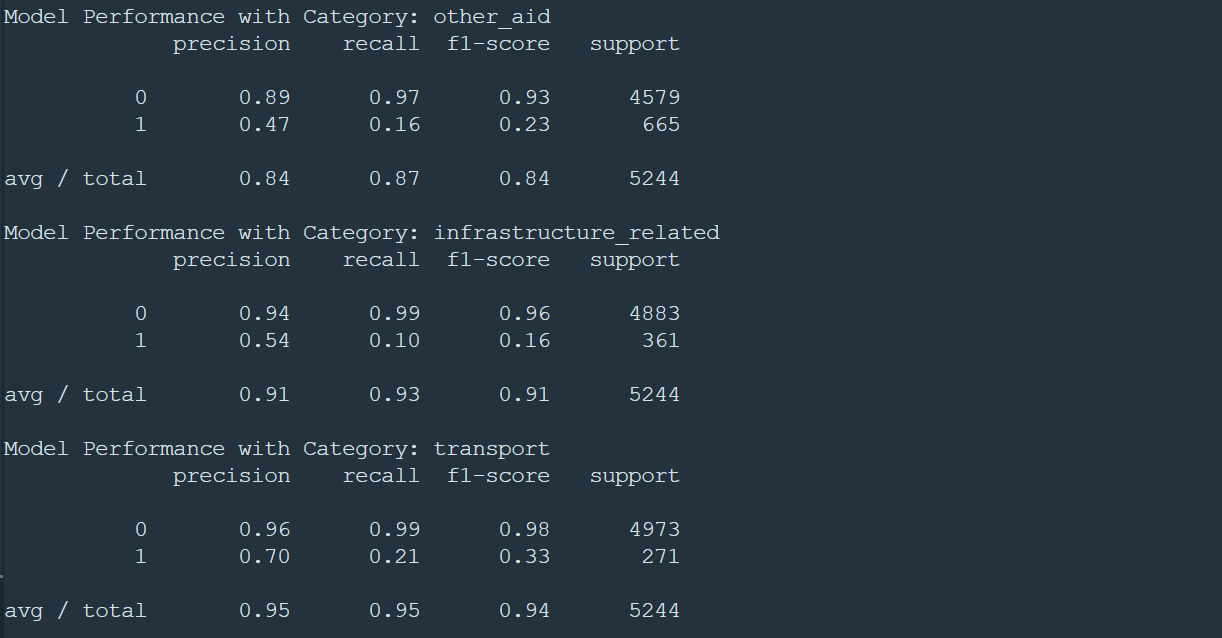 Model Performance with Category: other_aid
             precision    recall  f1-score   support

          0       0.89      0.97      0.93      4579
          1       0.47      0.16      0.23       665

avg / total       0.84      0.87      0.84      5244

Model Performance with Category: infrastructure_related
             precision    recall  f1-score   support

          0       0.94      0.99      0.96      4883
          1       0.54      0.10      0.16       361

avg / total       0.91      0.93      0.91      5244

Model Performance with Category: transport
             precision    recall  f1-score   support

          0       0.96      0.99      0.98      4973
          1       0.70      0.21      0.33       271

avg / total       0.95      0.95      0.94      5244